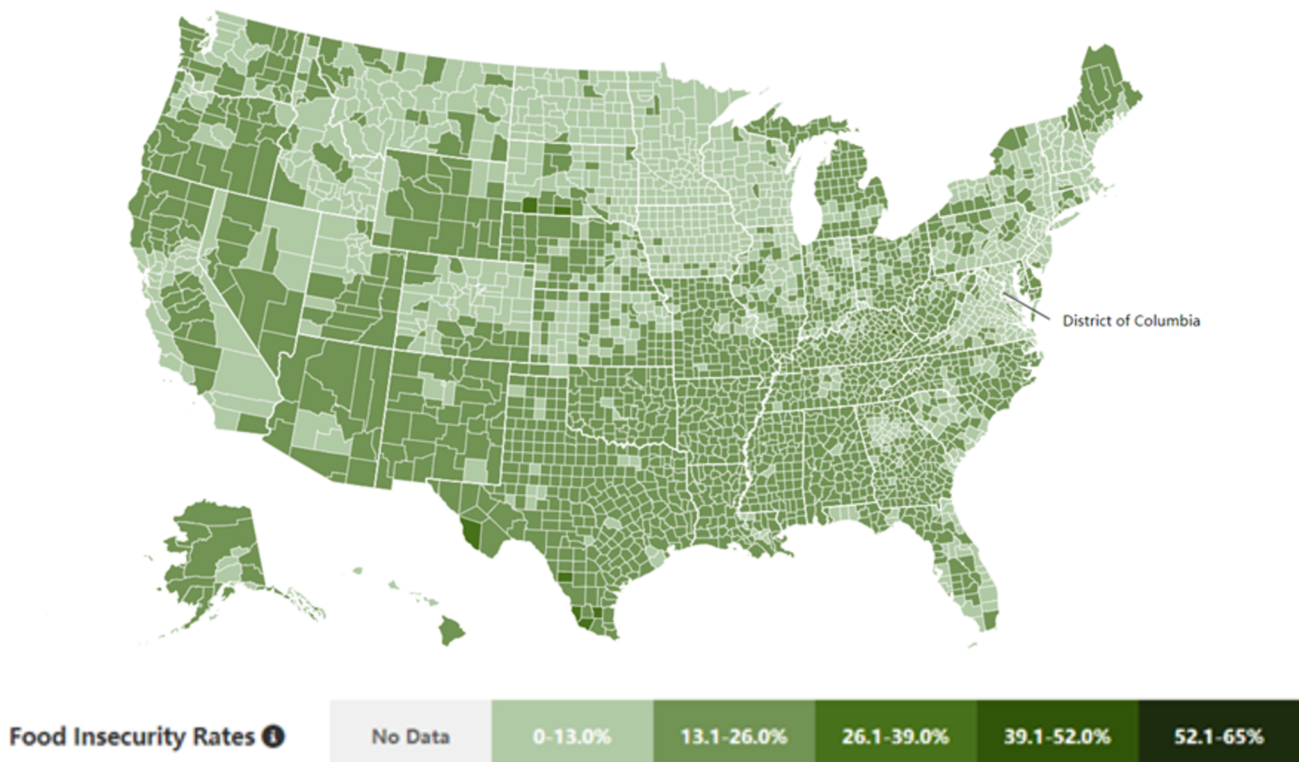 District of Columbia
Food Insecurity Rates i
No Data
0-13.0%
13.1-26.0%
26.1-39.0%
39.1-52.0%
52.1-65%